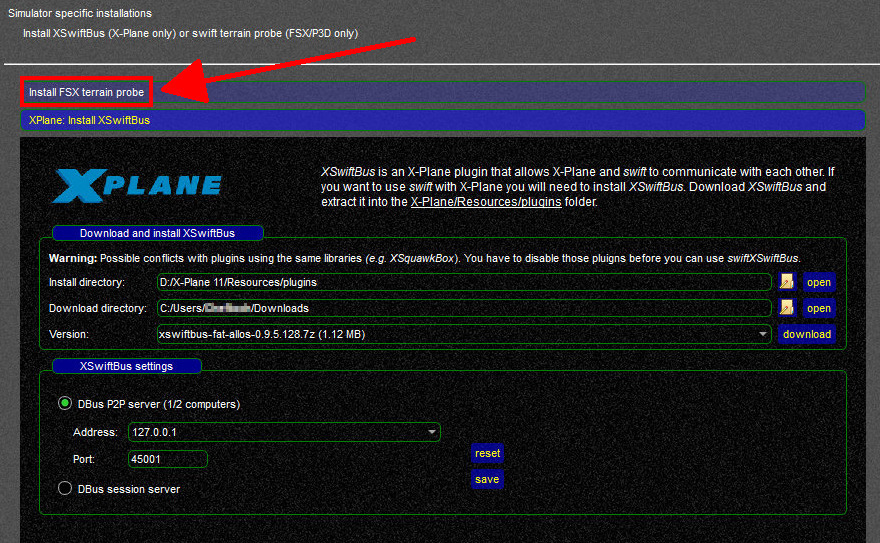 Simulator specific installations
Install XSwiftBus (X-Plane only) or swift terrain probe (FSX/P3D only)
Install FSX terrain probe
XPlane: Install XSwiftBus
XPLANE
XSwiftBus is an X-Plane plugin that allows X-Plane and swift to communicate with each other. If
you want to use swift with X-Plane you will need to install XSwiftBus. Download XSwiftBus and
extract it into the X-Plane/Resources/plugins folder.
Download and install XSwiftBus
Warning: Possible conflicts with plugins using the same libraries (e.g. XSquawkBox). You have to disable those plugins before you can use swiftXSwiftBus.
Install directory: D:/X-Plane 11/Resources/plugins open
Download directory: C:/Users/ /Downloads open
Version: xswiftbus-fat-allos-0.9.5.128.7z (1.12 MB) download
XSwiftBus settings
DBus P2P server (1/2 computers)
Address: 127.0.0.1
Port: 45001
reset
save
DBus session server